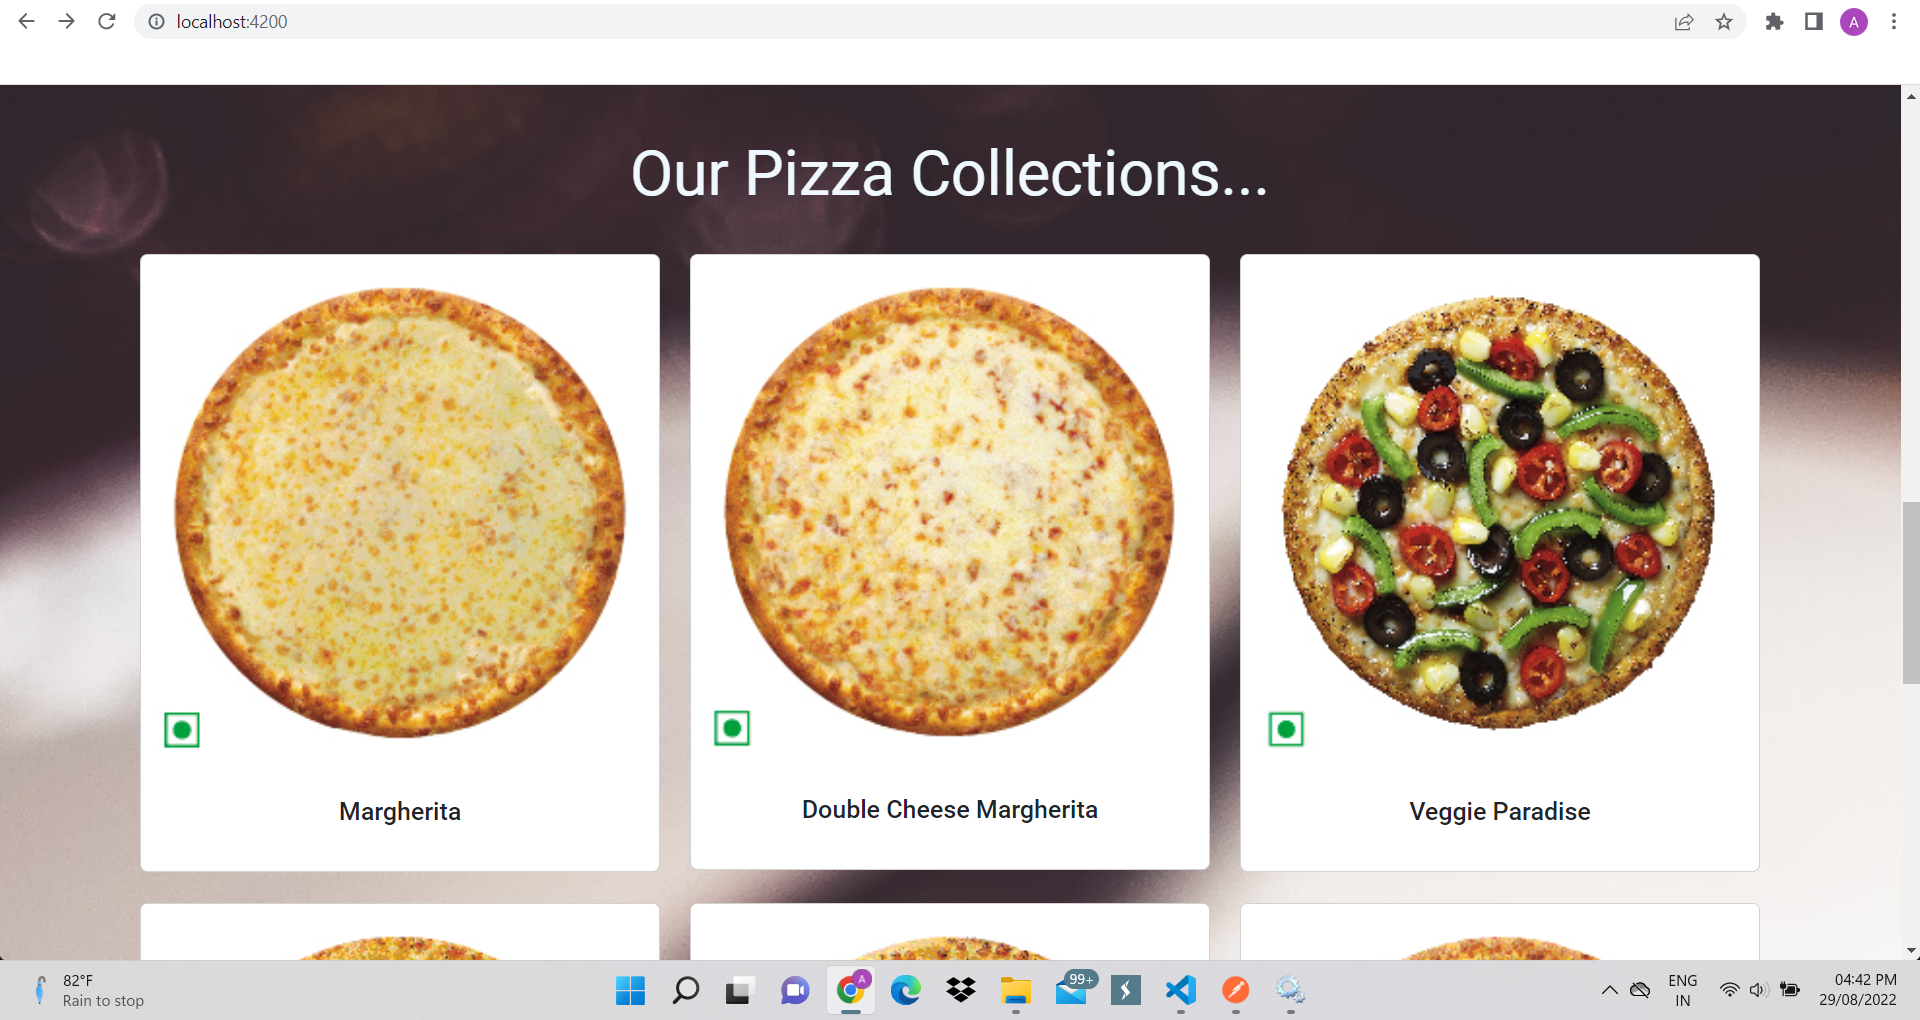 localhost:4200
A
Our Pizza Collections...
Margherita
Double Cheese Margherita
Veggie Paradise
82°F
Rain to stop
A
99+
ENG
IN
04:42 PM
29/08/2022